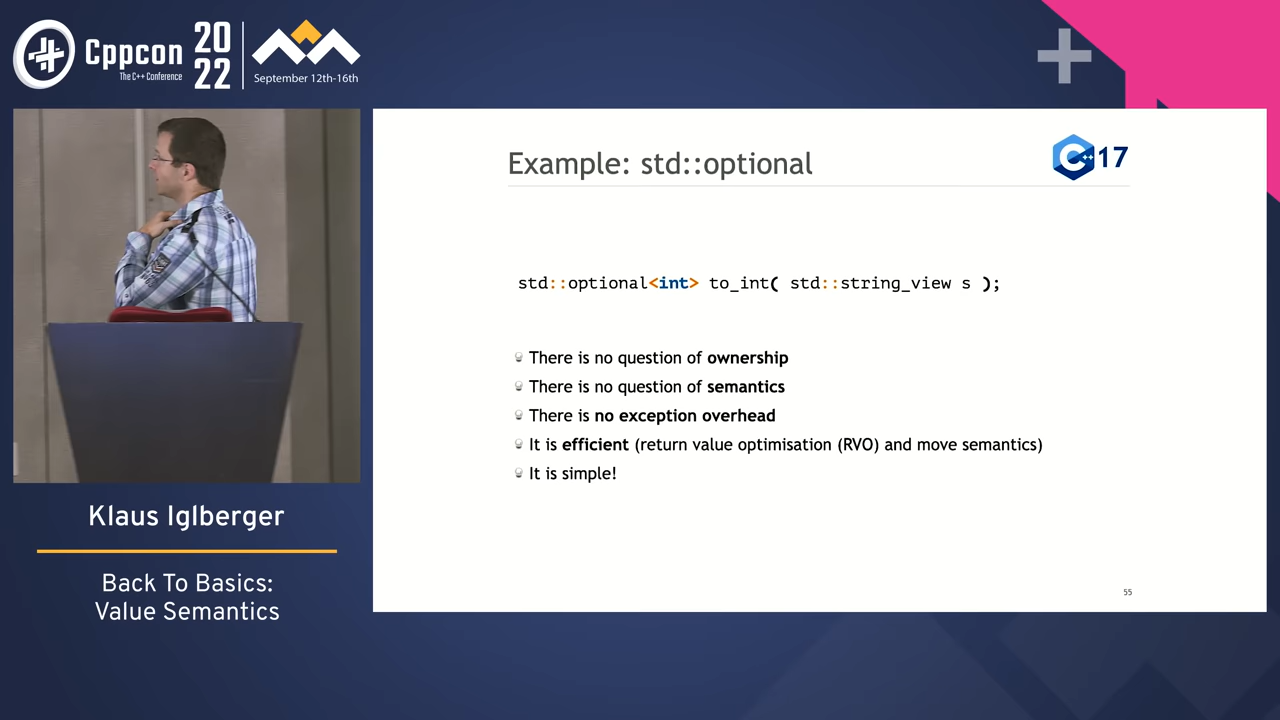 Cppcon
The C++ Conference
20
22
September 12th-16th
Example: std::optional
C++ 17
std::optional<int> to_int( std::string_view s );
There is no question of ownership
There is no question of semantics
There is no exception overhead
It is efficient (return value optimisation (RVO) and move semantics)
It is simple!
55
Klaus Iglberger
Back To Basics:
Value Semantics